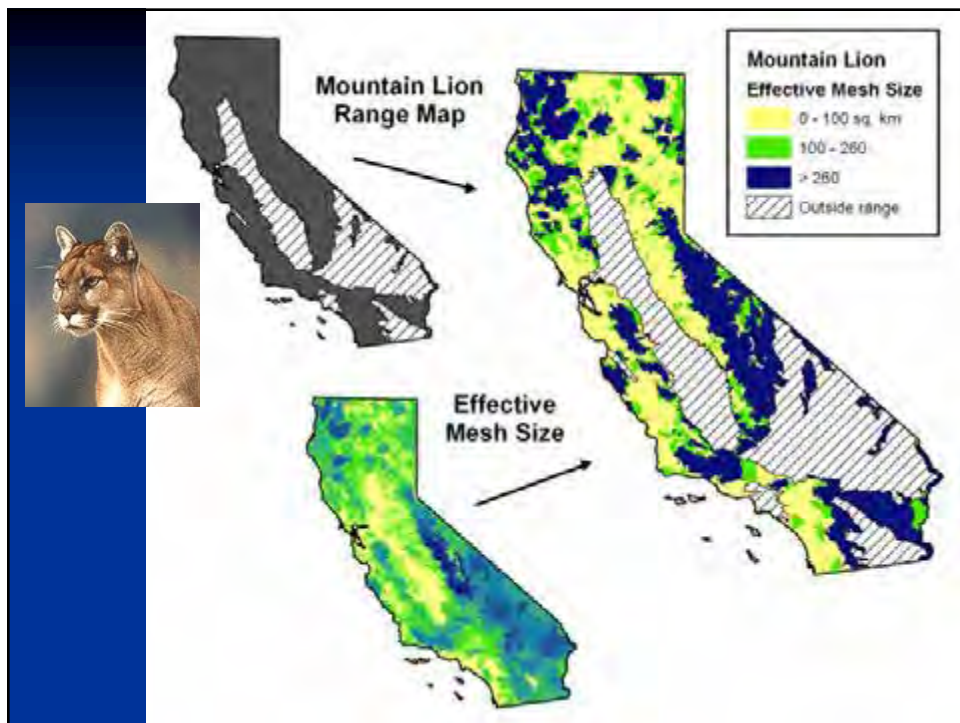 Mountain Lion
Range Map
Mountain Lion
Effective Mesh Size
0 - 100 sq. km
100 - 260
> 260
Outside range
Effective
Mesh Size